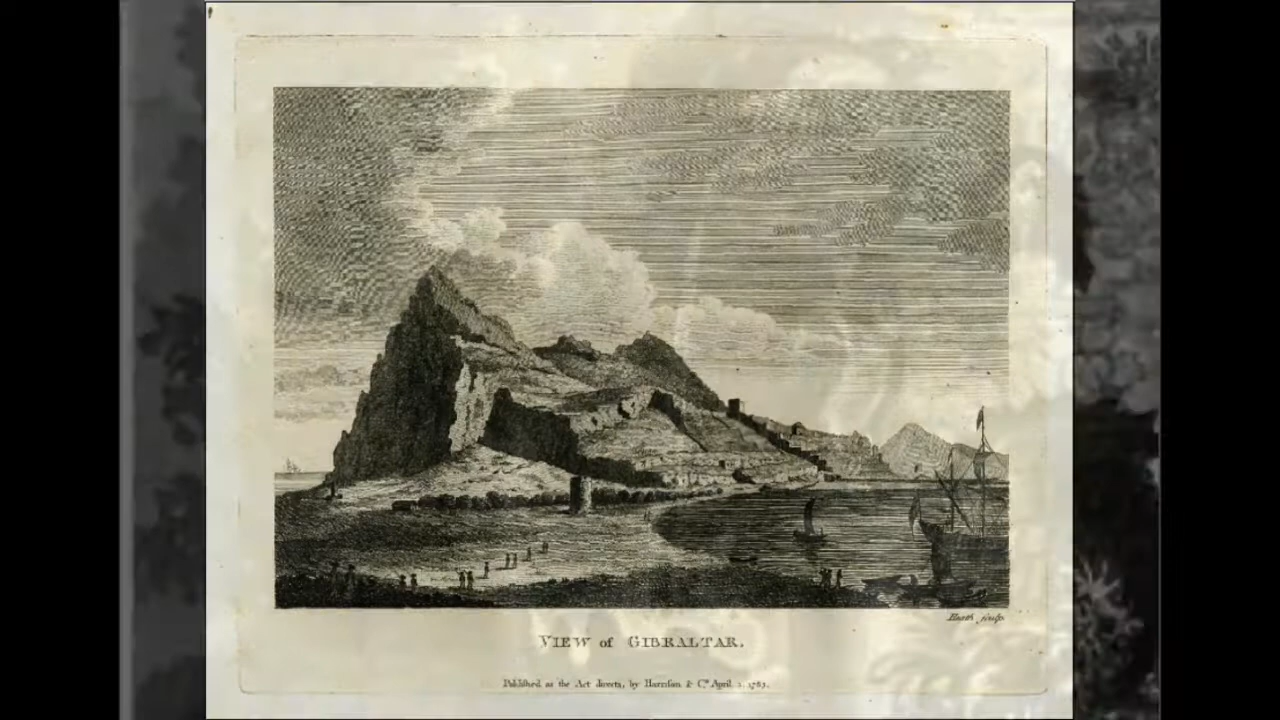 Heath sculp.
VIEW of GIBRALTAR.
Published as the Act directs, by Harrison & Co. April 1, 1783.